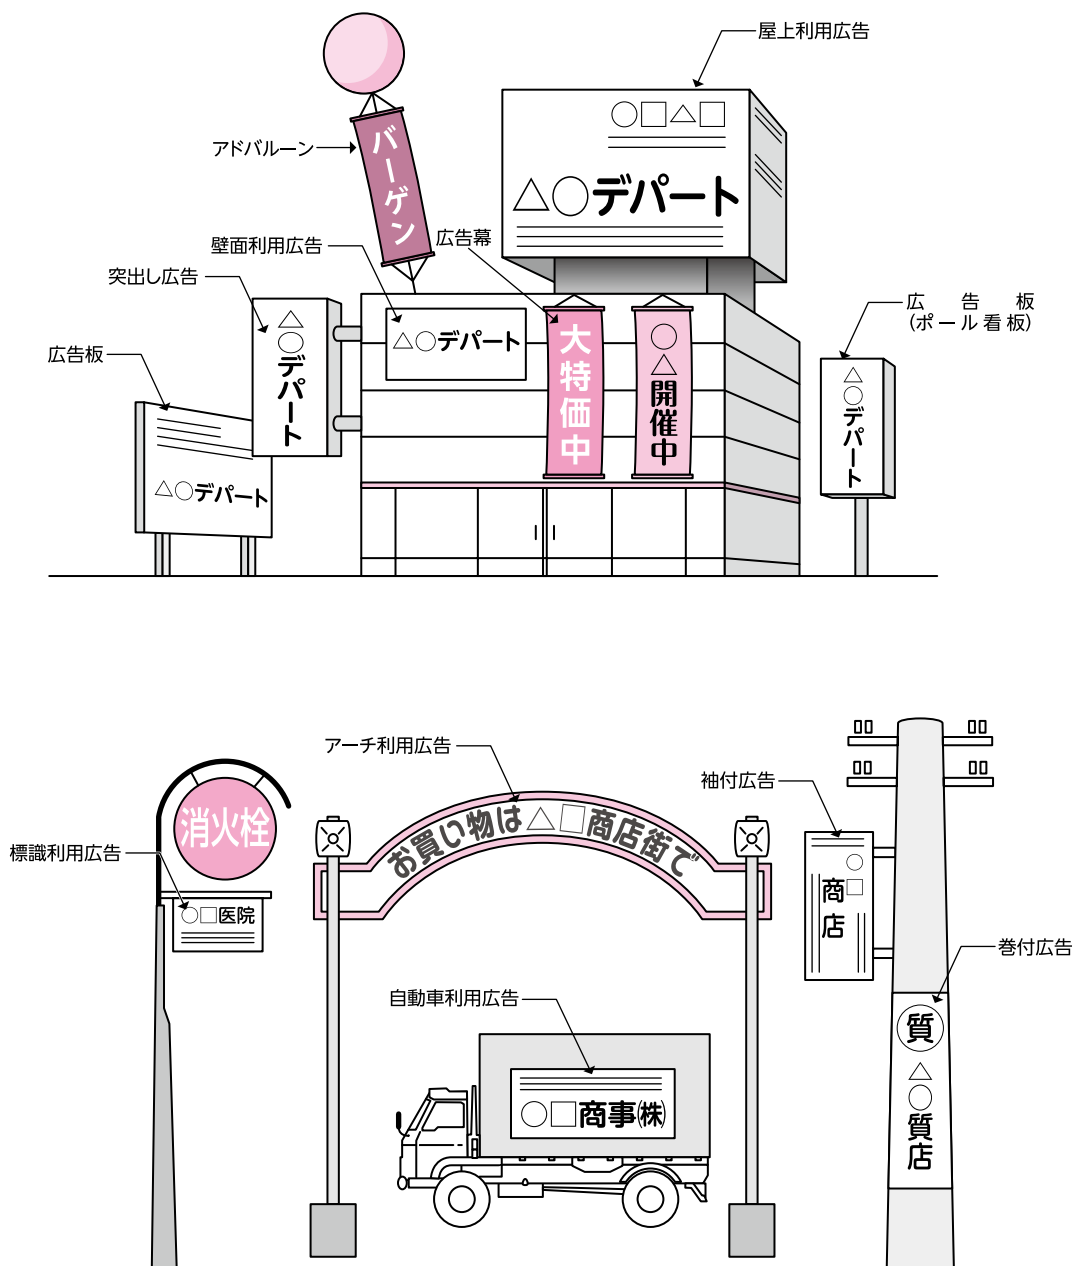 屋上利用広告
○□△□
△○デパート
アドバルーン
バーゲン
壁面利用広告
広告幕
突出し広告
広告板
(ポール看板)
広告板
△○デパート
△○デパート
大特価中
○△開催中
△○デパート
△○デパート
アーチ利用広告
袖付広告
消火栓
お買い物は△□商店街で
標識利用広告
○□医院
○□商店
巻付広告
自動車利用広告
質
△○質店
○□商事(株)